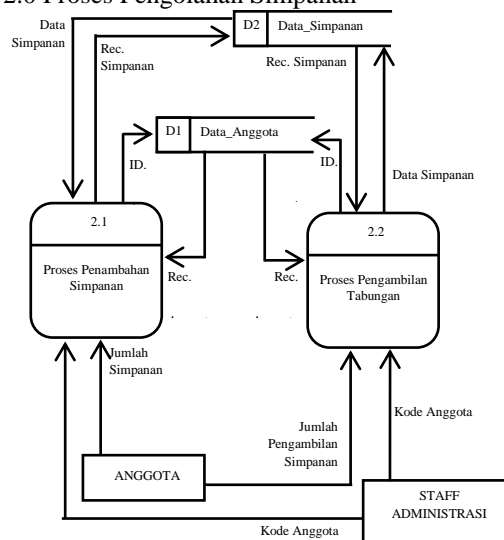 2.0 Proses Pengolahan Simpanan
Data
Simpanan
Rec.
Simpanan
D2
Data_Simpanan
Rec. Simpanan
D1
Data_Anggota
ID.
ID.
Data Simpanan
2.1
Proses Penambahan
Simpanan
Rec.
Rec.
2.2
Proses Pengambilan
Tabungan
Jumlah
Simpanan
Jumlah
Pengambilan
Simpanan
Kode Anggota
ANGGOTA
STAFF
ADMINISTRASI
Kode Anggota